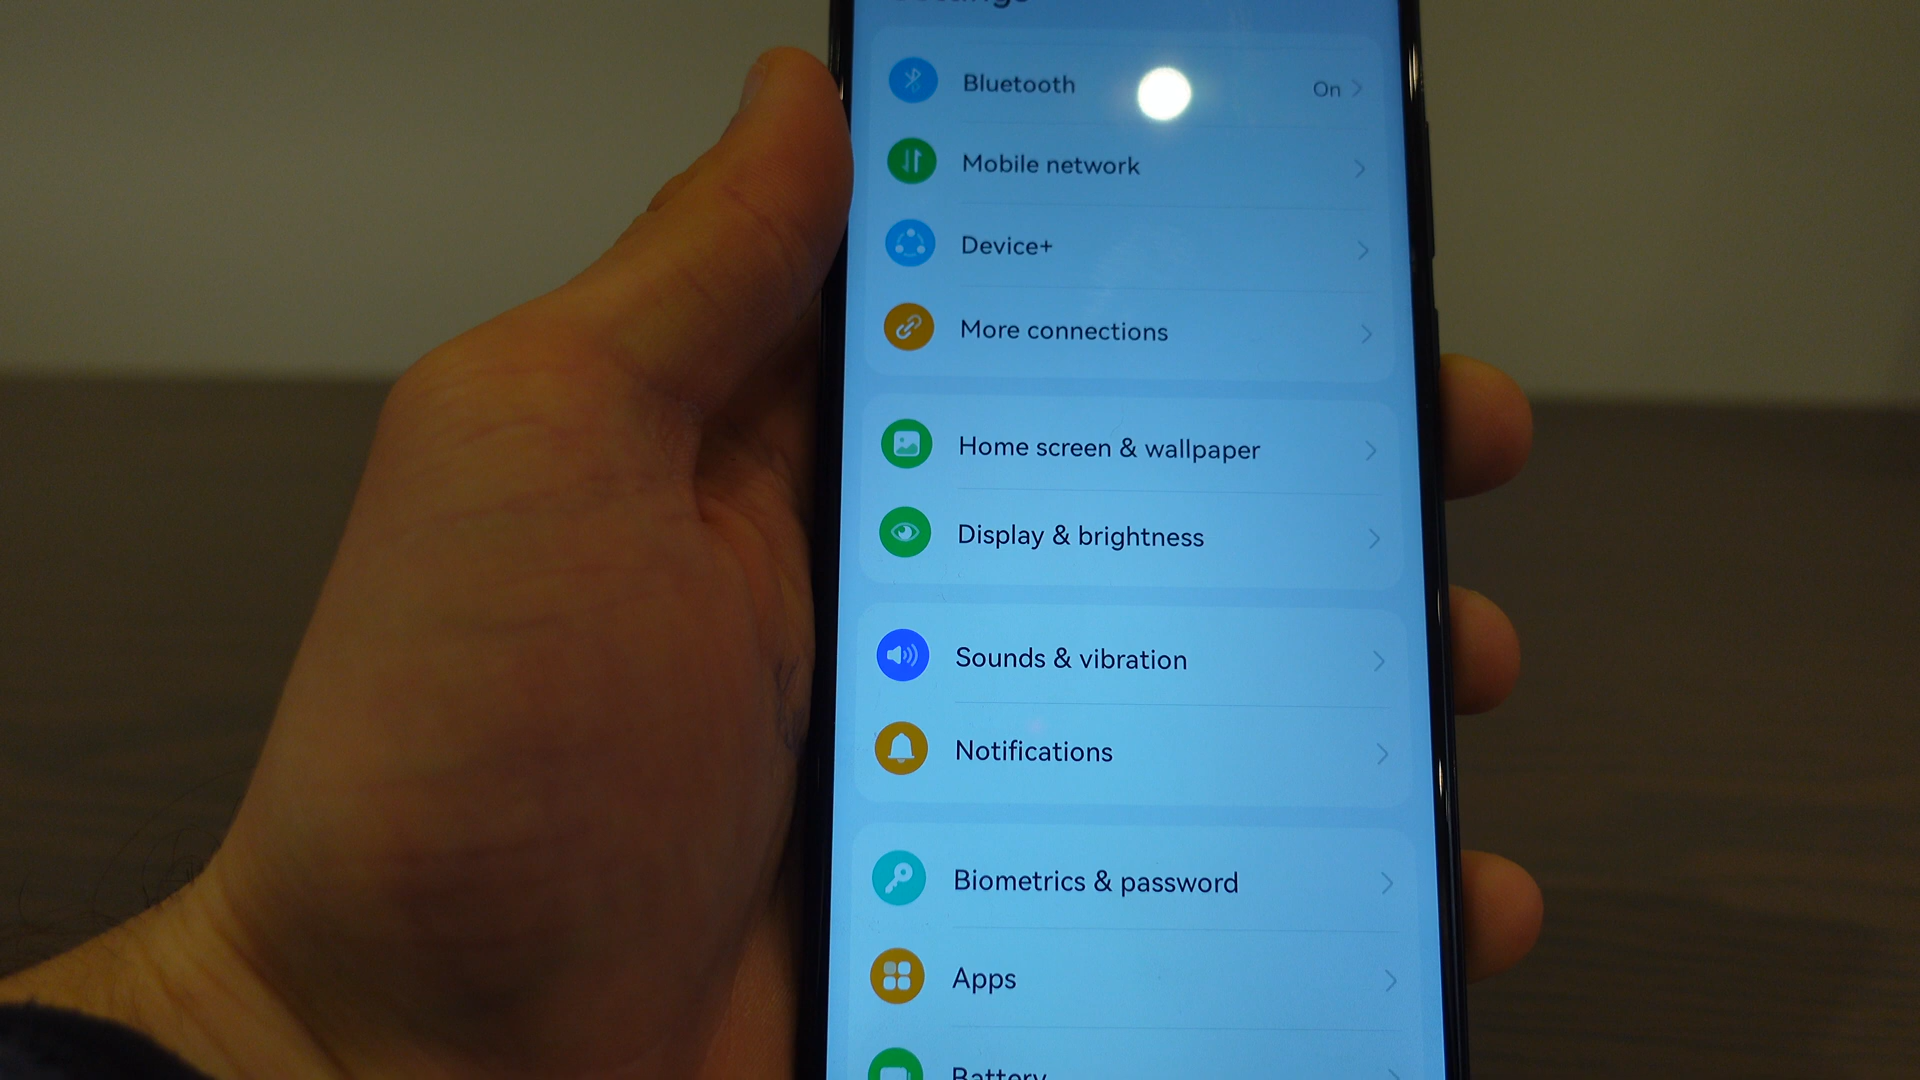 Settings
Bluetooth On
Mobile network
Device+
More connections
Home screen & wallpaper
Display & brightness
Sounds & vibration
Notifications
Biometrics & password
Apps
Battery